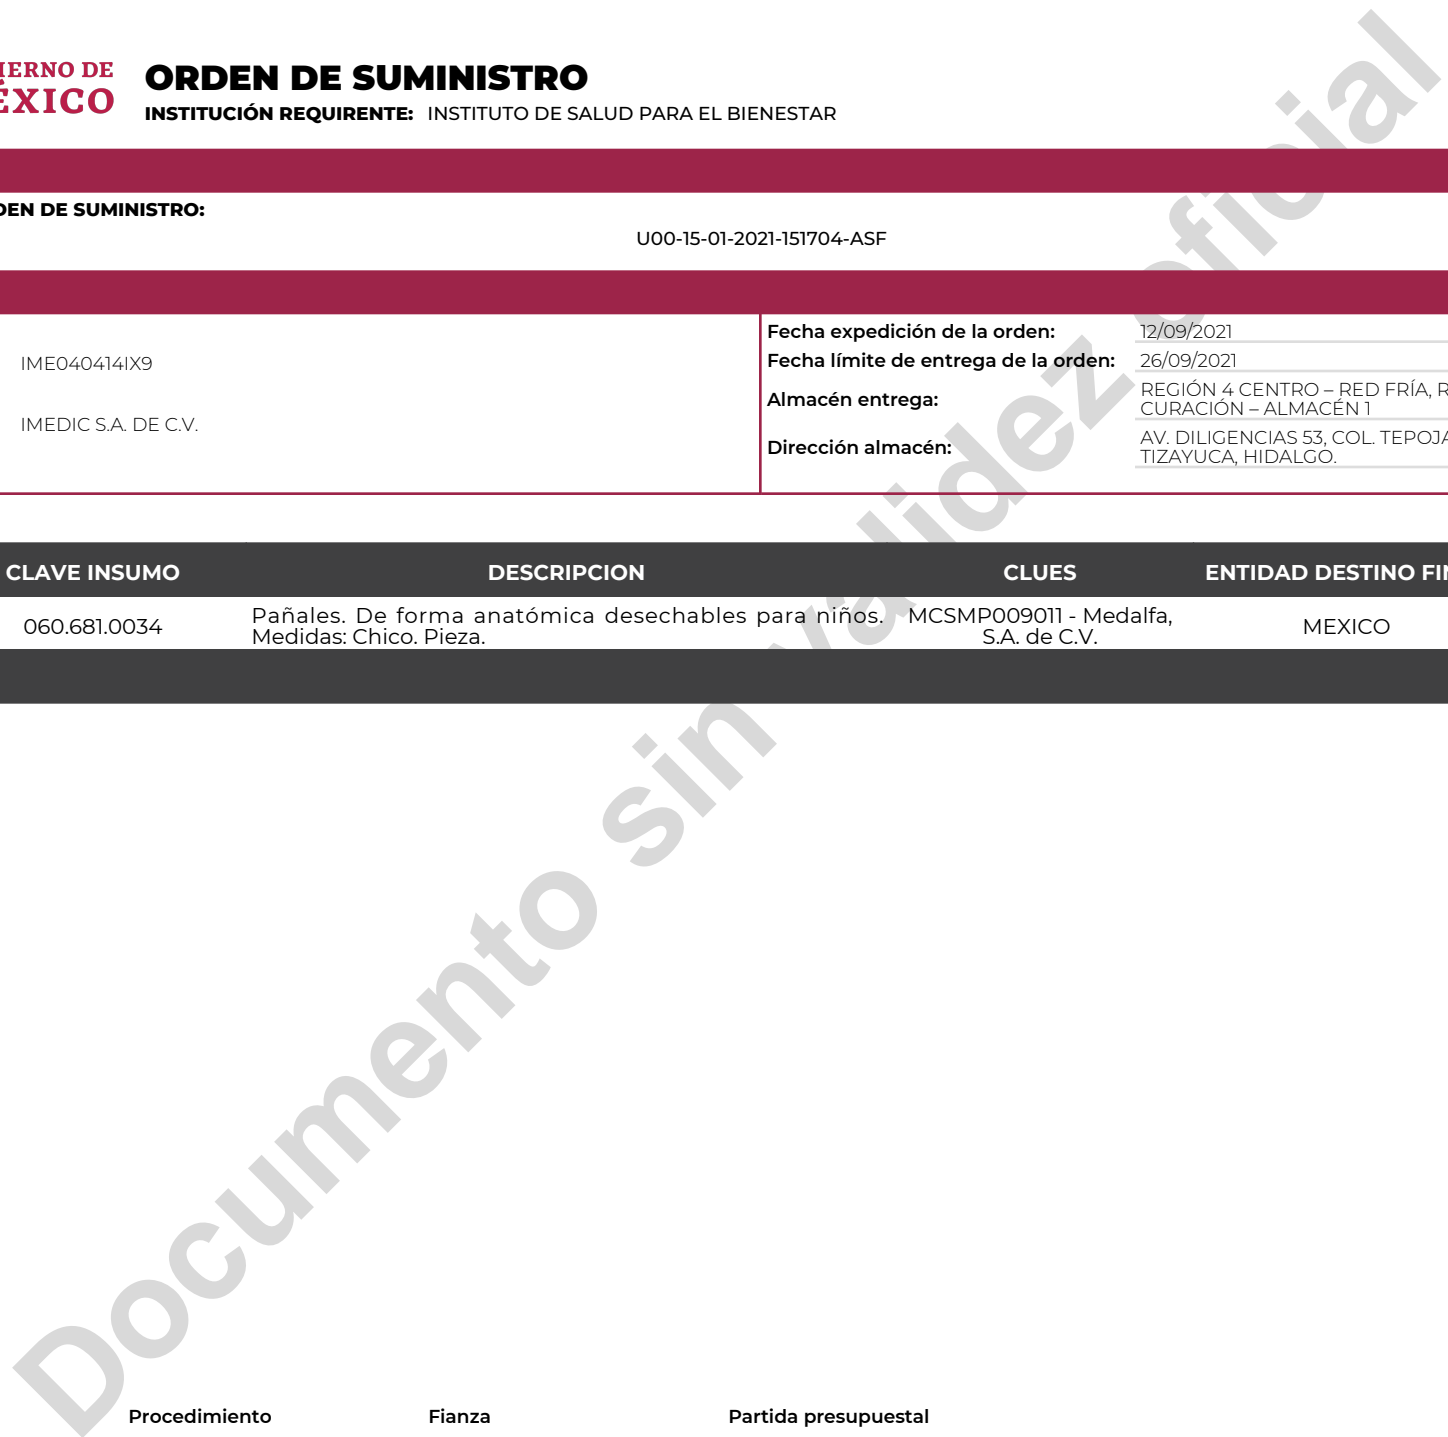 IERNO DE
ÉXICO
ORDEN DE SUMINISTRO
INSTITUCIÓN REQUIRENTE: INSTITUTO DE SALUD PARA EL BIENESTAR
DEN DE SUMINISTRO:
U00-15-01-2021-151704-ASF
IME040414IX9
IMEDIC S.A. DE C.V.
Fecha expedición de la orden: 12/09/2021
Fecha límite de entrega de la orden: 26/09/2021
Almacén entrega: REGIÓN 4 CENTRO – RED FRÍA, R
CURACIÓN – ALMACÉN 1
Dirección almacén: AV. DILIGENCIAS 53, COL. TEPOJA
TIZAYUCA, HIDALGO.
CLAVE INSUMO DESCRIPCION CLUES ENTIDAD DESTINO FIN
060.681.0034 Pañales. De forma anatómica desechables para niños. MCSMP009011 - Medalfa, MEXICO
Medidas: Chico. Pieza. S.A. de C.V.
Documento sin validez oficial
Procedimiento Fianza Partida presupuestal